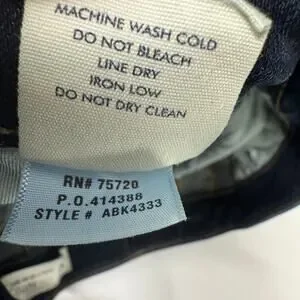 MACHINE WASH COLD
DO NOT BLEACH
LINE DRY
IRON LOW
DO NOT DRY CLEAN
RN# 75720
P.O.414388
STYLE # ABK4333